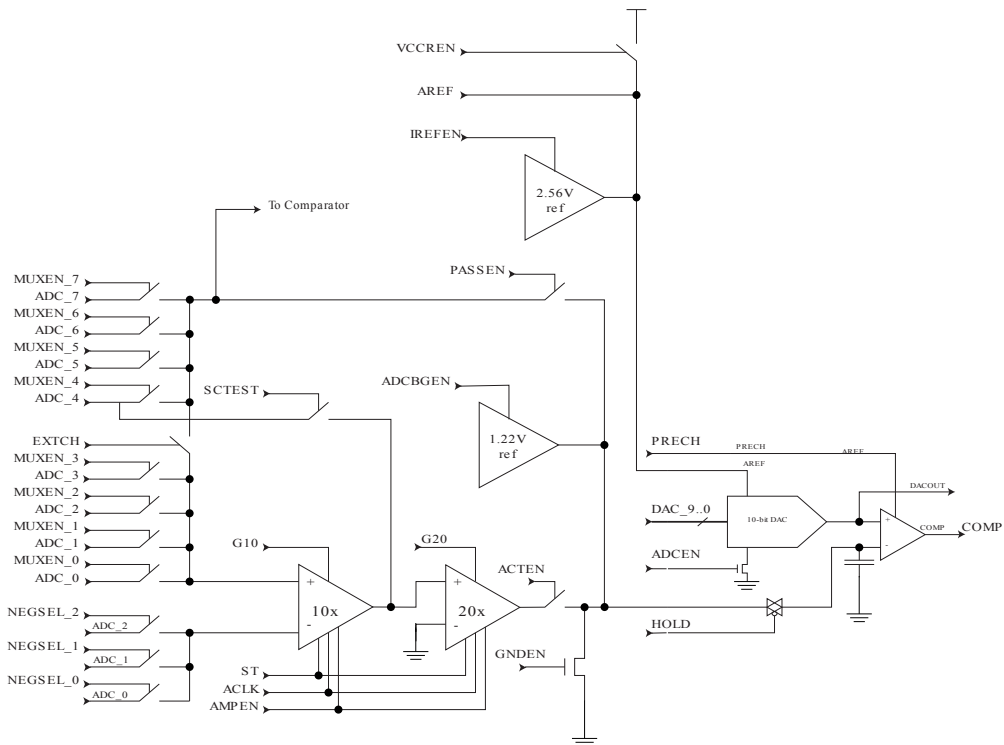 VCCREN
AREF
IREFEN
2.56V
ref
To Comparator
PASSEN
MUXEN_7
ADC_7
MUXEN_6
ADC_6
MUXEN_5
ADC_5
MUXEN_4
ADC_4
SCTEST
ADCBGEN
1.22V
ref
EXTCH
MUXEN_3
ADC_3
MUXEN_2
ADC_2
MUXEN_1
ADC_1
MUXEN_0
ADC_0
PRECH
PRECH
AREF
AREF
DACOUT
DAC_9..0
10-bit DAC
+
-
COMP
COMP
ADCEN
G10
+
10x
-
G20
+
20x
-
ACTEN
HOLD
NEGSEL_2
ADC_2
NEGSEL_1
ADC_1
NEGSEL_0
ADC_0
GNDEN
ST
ACLK
AMPEN